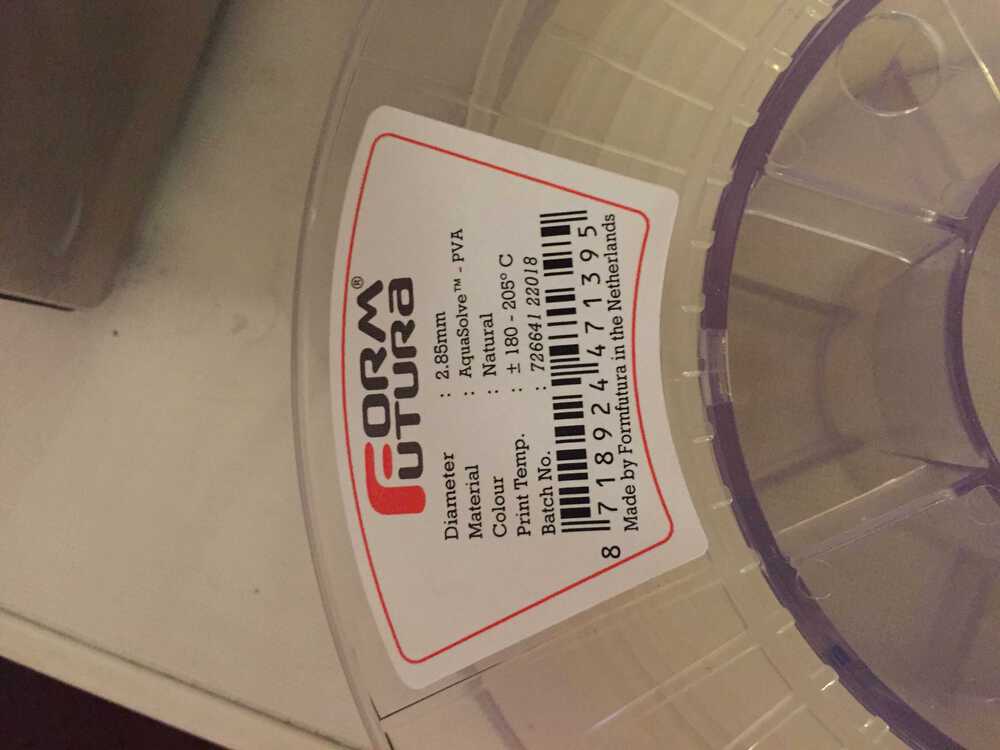 FORM
FUTURa®
Diameter : 2.85mm
Material : AquaSolve™ - PVA
Colour : Natural
Print Temp. : ± 180 - 205° C
Batch No. : 726641 22018
8 718924 471395
Made by Formfutura in the Netherlands